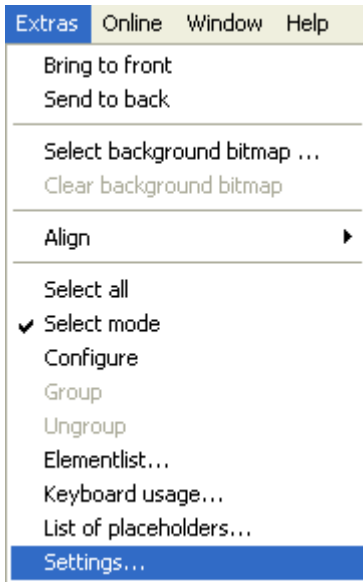 Extras Online Window Help
Bring to front
Send to back
Select background bitmap ...
Clear background bitmap
Align
Select all
Select mode
Configure
Group
Ungroup
Elementlist...
Keyboard usage...
List of placeholders...
Settings...